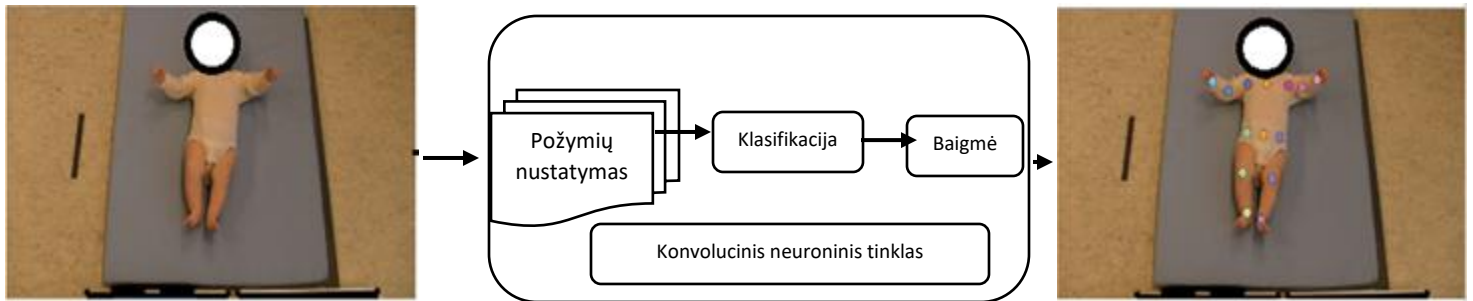 Požymių
nustatymas
Klasifikacija
Baigmė
Konvolucinis neuroninis tinklas